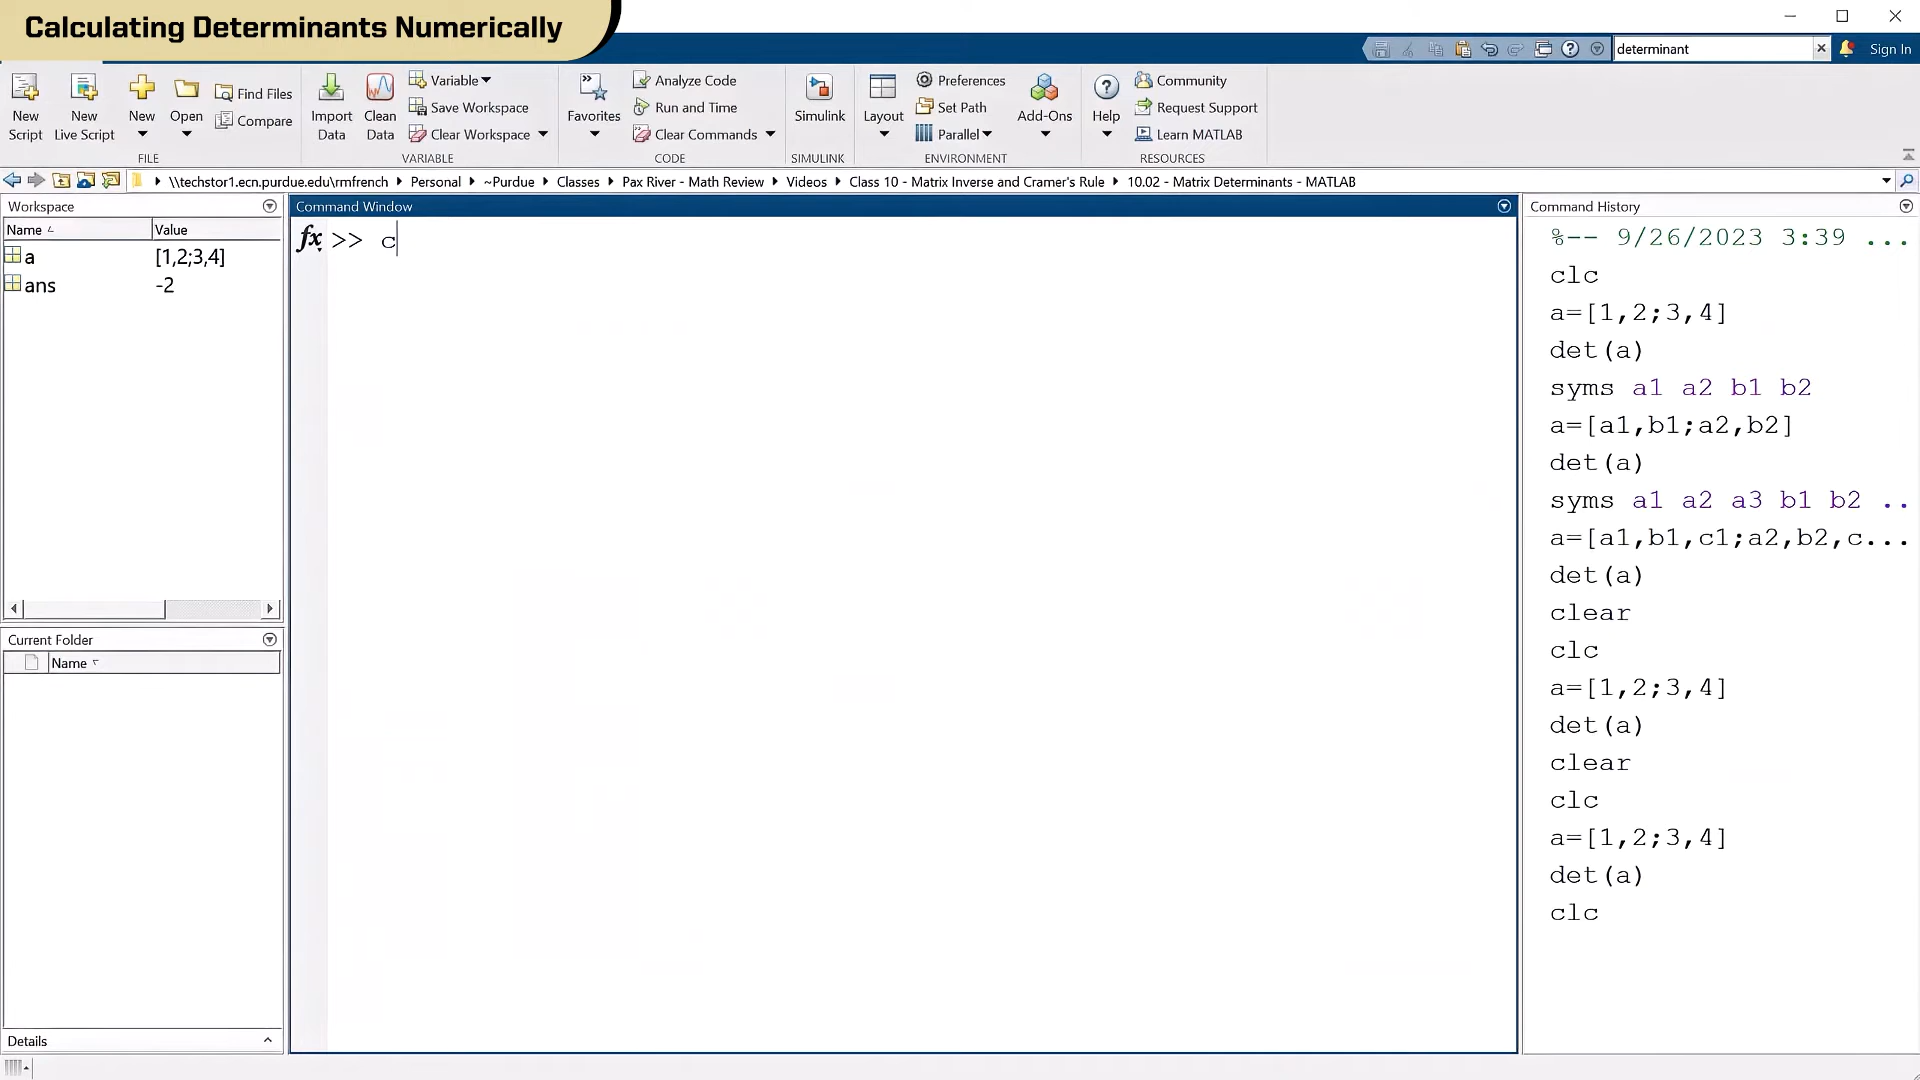 Calculating Determinants Numerically
determinant
Sign In
New Script
New Live Script
New
Open
Find Files
Compare
FILE
Import Data
Clean Data
Variable
Save Workspace
Clear Workspace
VARIABLE
Favorites
Analyze Code
Run and Time
Clear Commands
CODE
Simulink
SIMULINK
Layout
Preferences
Set Path
Parallel
Add-Ons
ENVIRONMENT
Help
Community
Request Support
Learn MATLAB
RESOURCES
\\techstor1.ecn.purdue.edu\rmfrench Personal ~Purdue Classes Pax River - Math Review Videos Class 10 - Matrix Inverse and Cramer's Rule 10.02 - Matrix Determinants - MATLAB
Workspace
Name Value
a [1,2;3,4]
ans -2
Current Folder
Name
Details
Command Window
fx >> c
Command History
%-- 9/26/2023 3:39 ...
clc
a=[1,2;3,4]
det(a)
syms a1 a2 b1 b2
a=[a1,b1;a2,b2]
det(a)
syms a1 a2 a3 b1 b2 ..
a=[a1,b1,c1;a2,b2,c...
det(a)
clear
clc
a=[1,2;3,4]
det(a)
clear
clc
a=[1,2;3,4]
det(a)
clc